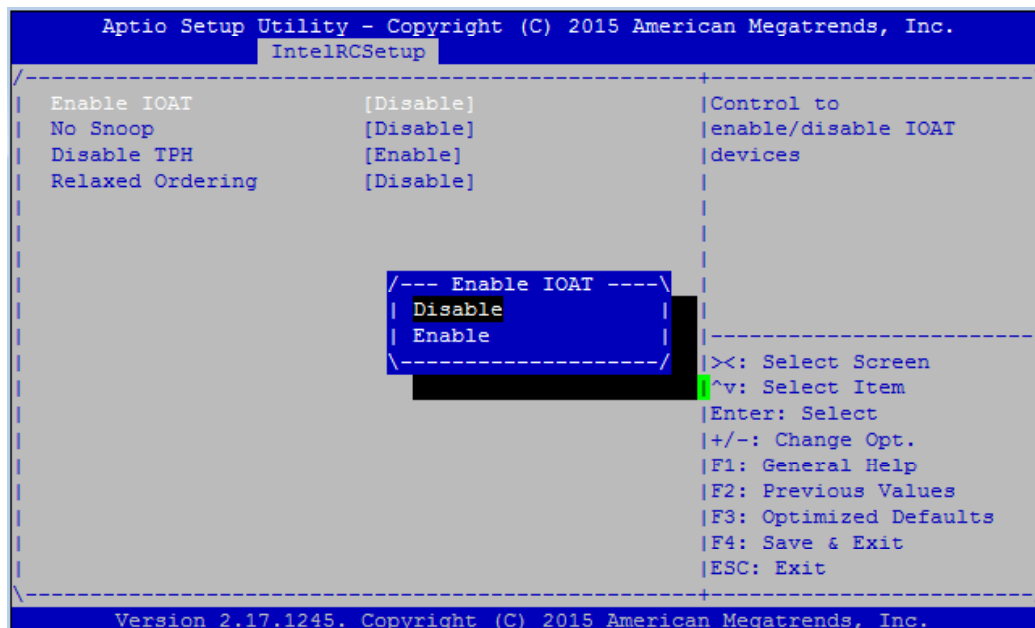 Aptio Setup Utility - Copyright (C) 2015 American Megatrends, Inc.
IntelRCSetup
/----------------------------------------------------+--------------------------
| Enable IOAT [Disable] |Control to
| No Snoop [Disable] |enable/disable IOAT
| Disable TPH [Enable] |devices
| Relaxed Ordering [Disable] |
/--- Enable IOAT ----\
| Disable |
| Enable |
\--------------------/
|><: Select Screen
|^v: Select Item
|Enter: Select
|+/-: Change Opt.
|F1: General Help
|F2: Previous Values
|F3: Optimized Defaults
|F4: Save & Exit
|ESC: Exit
\----------------------------------------------------+--------------------------
Version 2.17.1245. Copyright (C) 2015 American Megatrends, Inc.